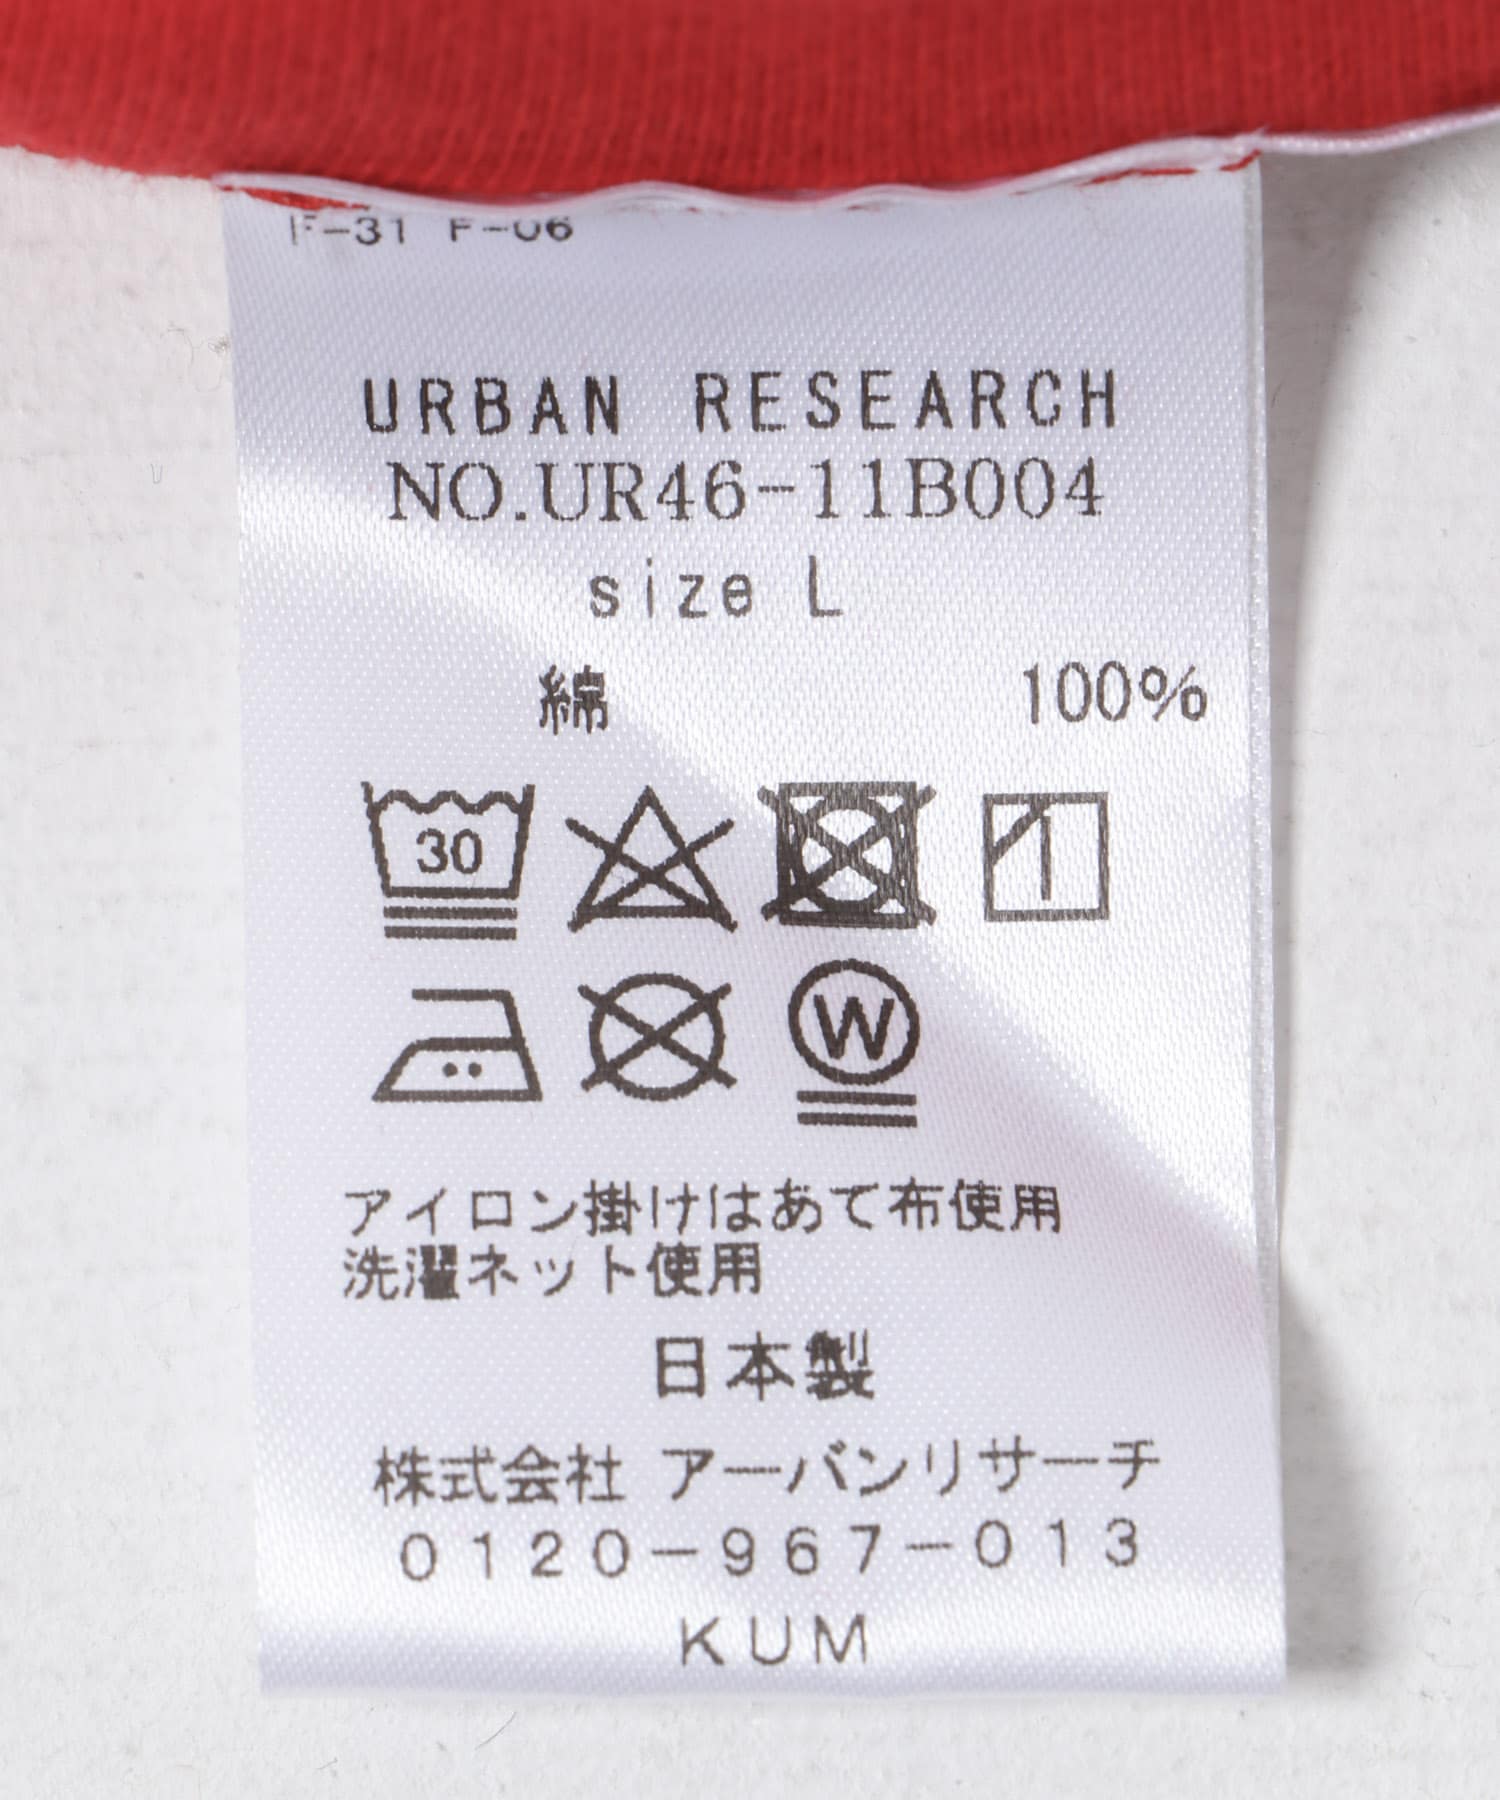 F-31 F-06
URBAN RESEARCH
NO.UR46-11B004
size L
綿 100%
30
W
アイロン掛けはあて布使用
洗濯ネット使用
日本製
株式会社 アーバンリサーチ
0120-967-013
KUM